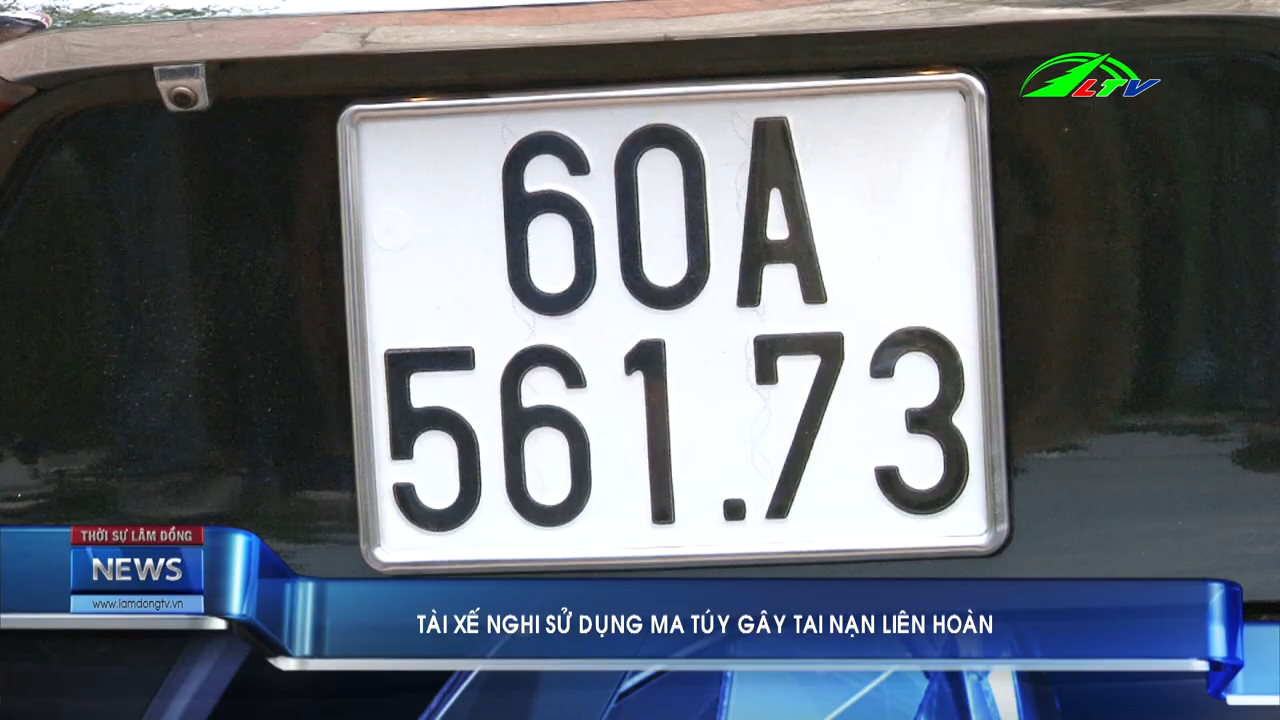 LTV
60A
561.73
THỜI SỰ LÂM ĐỒNG
NEWS
www.lamdongtv.vn
TÀI XẾ NGHI SỬ DỤNG MA TÚY GÂY TAI NẠN LIÊN HOÀN